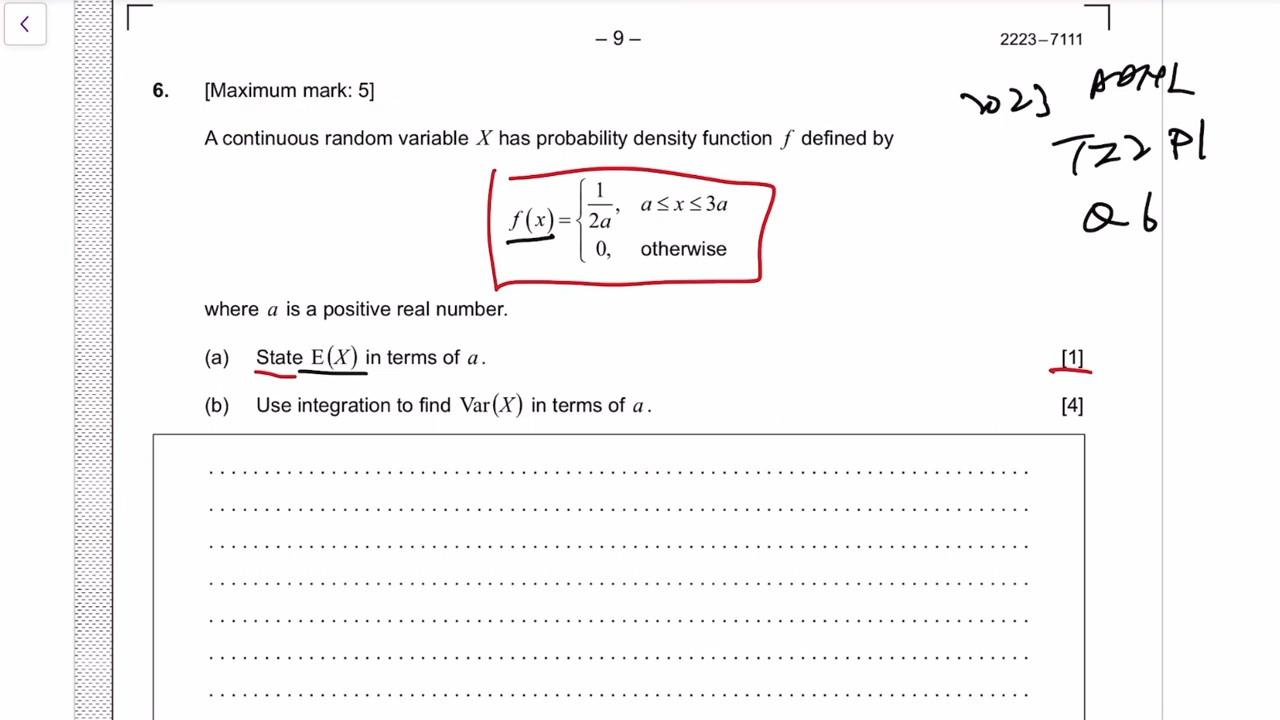 – 9 –
2223–7111
6. [Maximum mark: 5]
2023 AAHL
TZ2 P1
Q6
A continuous random variable X has probability density function f defined by
f(x) = { 1/2a, a ≤ x ≤ 3a
0, otherwise
where a is a positive real number.
(a) State E(X) in terms of a. [1]
(b) Use integration to find Var(X) in terms of a. [4]